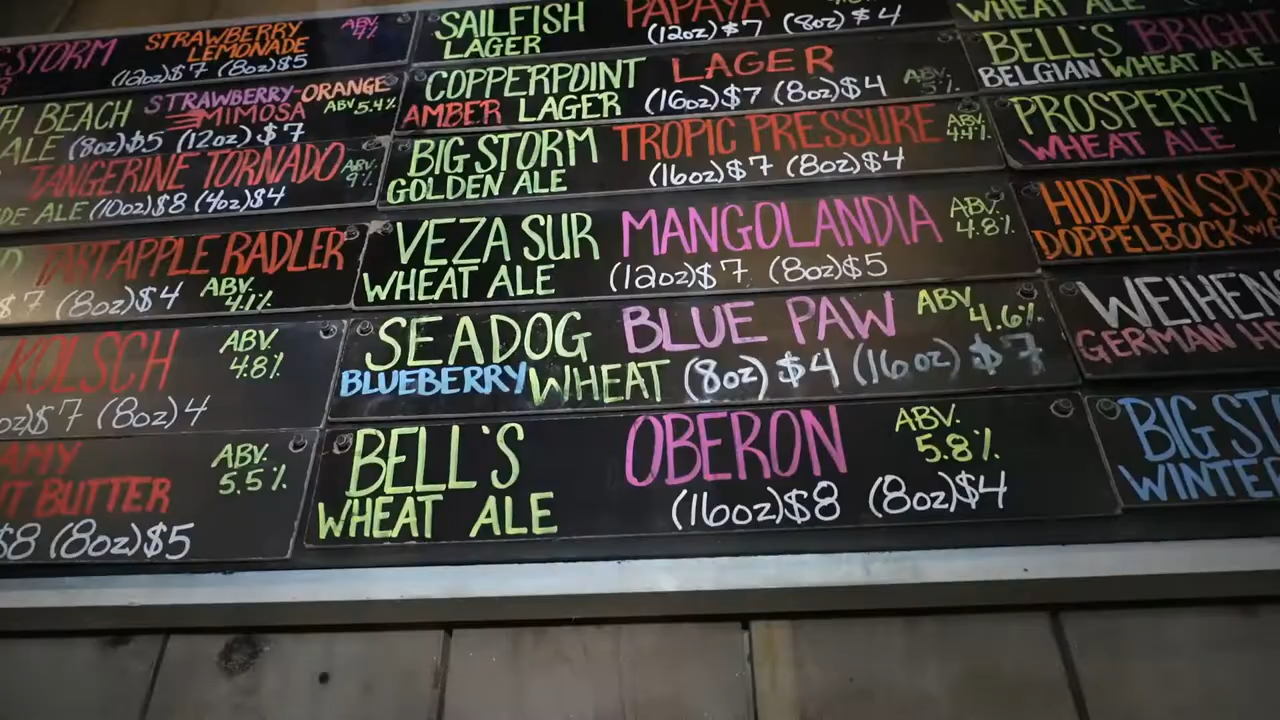 STORM STRAWBERRY LEMONADE ABV.
(12oz)$7 (8oz)$5
BEACH STRAWBERRY-ORANGE MIMOSA ABV 5.4%
ALE (8oz)$5 (12oz)$7
TANGERINE TORNADO ABV. 9%
ALE (10oz)$8 (4oz)$4
TARTAPPLE RADLER
$7 (8oz)$4 ABV. 4.1%
KOLSCH ABV. 4.8%
$7 (8oz)4
ABV. 5.5%
BUTTER
$8 (8oz)$5
SAILFISH PAPAYA
LAGER (12oz)$7 (8oz)$4
COPPERPOINT LAGER ABV. 5%
AMBER LAGER (16oz)$7 (8oz)$4
BIG STORM TROPIC PRESSURE ABV. 4.4%
GOLDEN ALE (16oz)$7 (8oz)$4
VEZA SUR MANGOLANDIA ABV. 4.8%
WHEAT ALE (12oz)$7 (8oz)$5
SEADOG BLUE PAW ABV. 4.6%
BLUEBERRY WHEAT (8oz)$4 (16oz)$7
BELL'S OBERON ABV. 5.8%
WHEAT ALE (16oz)$8 (8oz)$4
WHEAT ALE
BELL'S BRIGHT
BELGIAN WHEAT ALE
PROSPERITY
WHEAT ALE
HIDDEN SPR
DOPPELBOCK
WEIHEN
GERMAN HE
BIG STO
WINTE